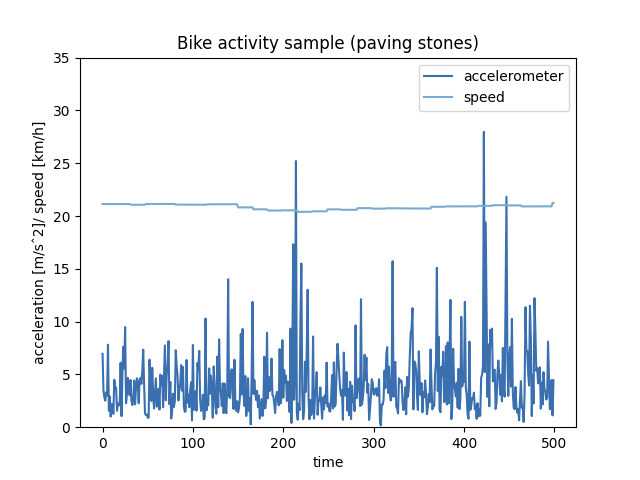 Bike activity sample (paving stones)
accelerometer
speed
acceleration [m/s^2]/ speed [km/h]
35
30
25
20
15
10
5
0
0 100 200 300 400 500
time